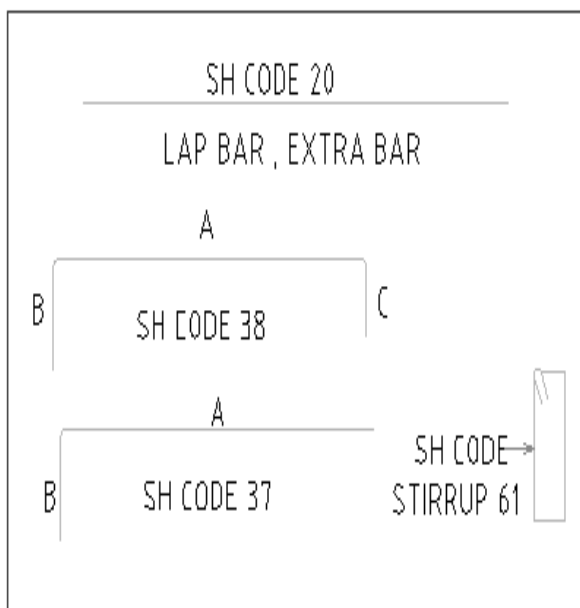 SH CODE 20
LAP BAR , EXTRA BAR
A
B
C
SH CODE 38
A
B
SH CODE 37
SH CODE
STIRRUP 61